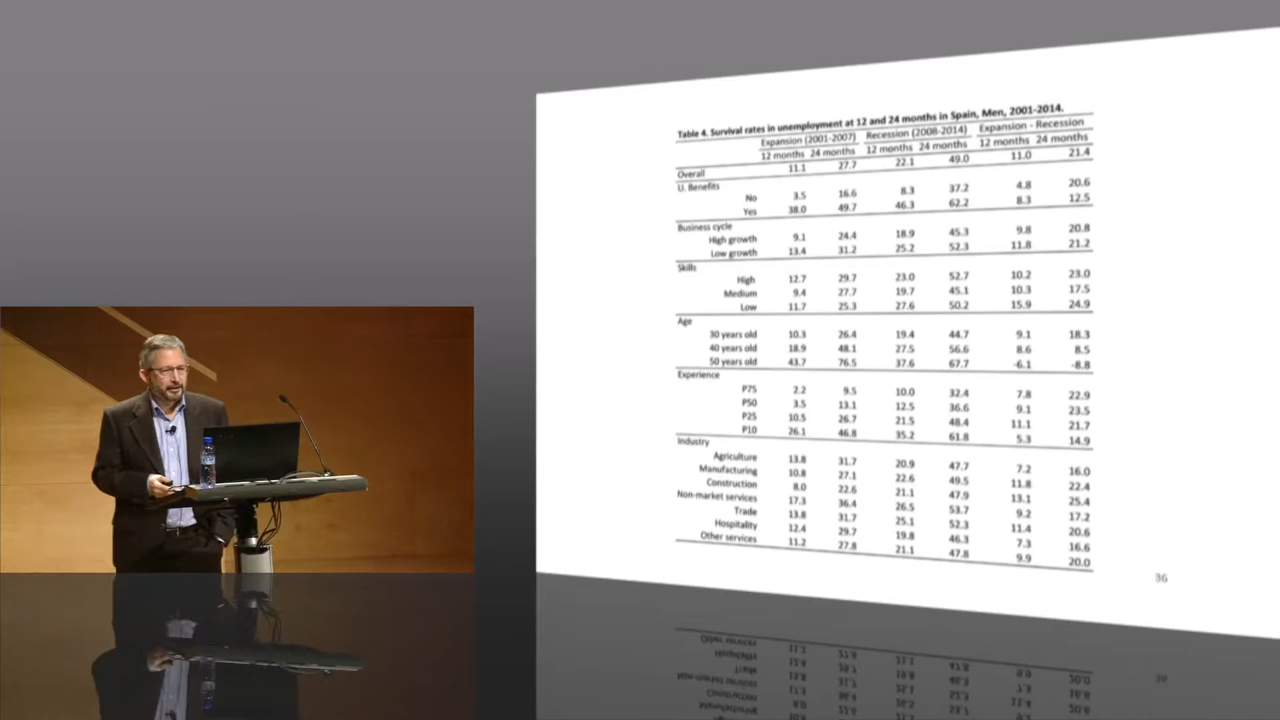 Table 4. Survival rates in unemployment at 12 and 24 months in Spain, Men, 2001-2014.
Expansion (2001-2007) Recession (2008-2014) Expansion - Recession
12 months 24 months 12 months 24 months 12 months 24 months
Overall 11.1 27.7 22.1 49.0 11.0 21.4
U. Benefits
No 3.5 16.6 8.3 37.2 4.8 20.6
Yes 38.0 49.7 46.3 62.2 8.3 12.5
Business cycle
High growth 9.1 24.4 18.9 45.3 9.8 20.8
Low growth 13.4 31.2 25.2 52.3 11.8 21.2
Skills
High 12.7 29.7 23.0 52.7 10.2 23.0
Medium 9.4 27.7 19.7 45.1 10.3 17.5
Low 11.7 25.3 27.6 50.2 15.9 24.9
Age
30 years old 10.3 26.4 19.4 44.7 9.1 18.3
40 years old 18.9 48.1 27.5 56.6 8.6 8.5
50 years old 43.7 76.5 37.6 67.7 -6.1 -8.8
Experience
P75 2.2 9.5 10.0 32.4 7.8 22.9
P50 3.5 13.1 12.5 36.6 9.1 23.5
P25 10.5 26.7 21.5 48.4 11.1 21.7
P10 26.1 46.8 35.2 61.8 5.3 14.9
Industry
Agriculture 13.8 31.7 20.9 47.7 7.2 16.0
Manufacturing 10.8 27.1 22.6 49.5 11.8 22.4
Construction 8.0 22.6 21.1 47.9 13.1 25.4
Non-market services 17.3 36.4 26.5 53.7 9.2 17.2
Trade 13.8 31.7 25.1 52.3 11.4 20.6
Hospitality 12.4 29.7 19.8 46.3 7.3 16.6
Other services 11.2 27.8 21.1 47.8 9.9 20.0
36